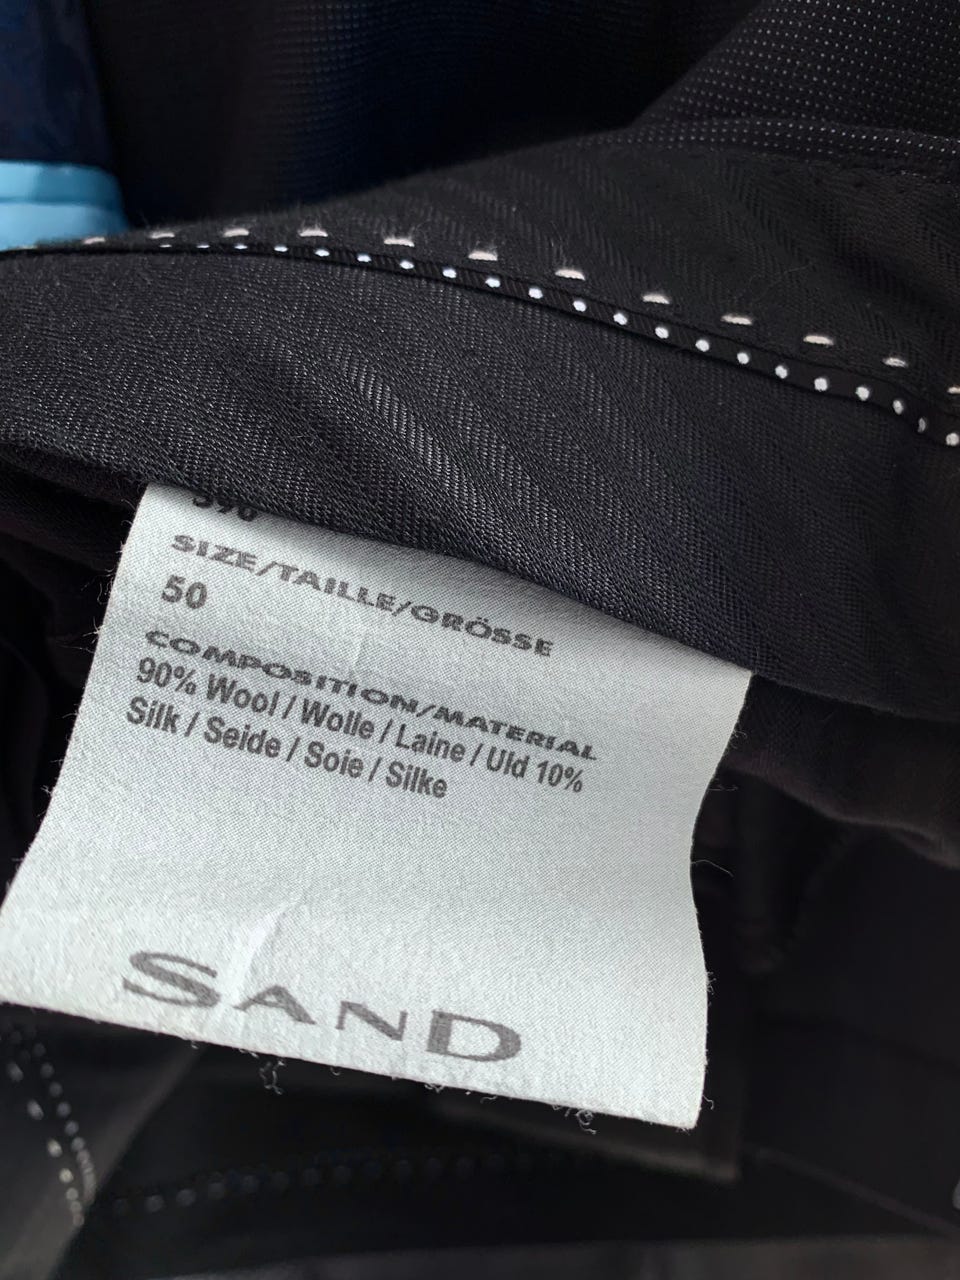 SIZE/TAILLE/GRÖSSE
50
COMPOSITION/MATERIAL
90% Wool / Wolle / Laine / Uld 10%
Silk / Seide / Soie / Silke
SAND